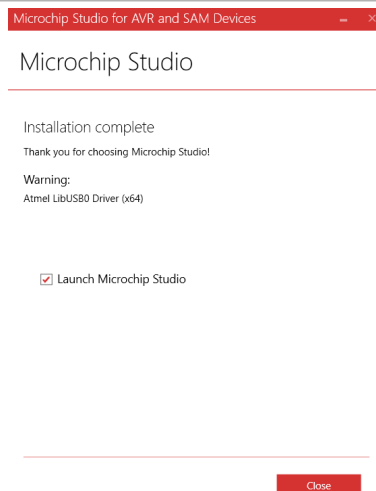 Microchip Studio for AVR and SAM Devices
Microchip Studio
Installation complete
Thank you for choosing Microchip Studio!
Warning:
Atmel LibUSB0 Driver (x64)
Launch Microchip Studio
Close